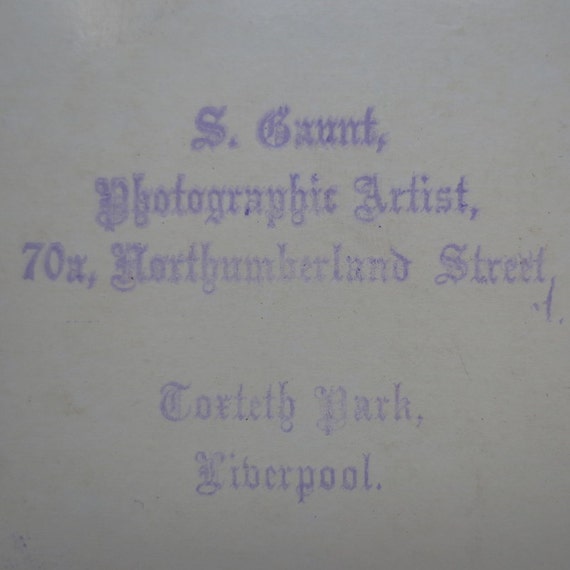 S. Gaunt,
Photographic Artist,
70a, Northumberland Street,
Toxteth Park,
Liverpool.